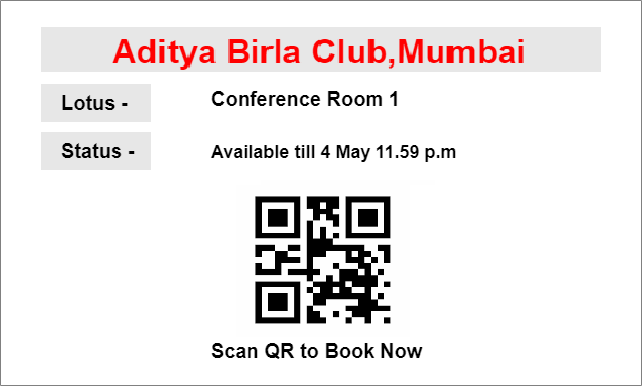 Aditya Birla Club,Mumbai
Lotus - Conference Room 1
Status - Available till 4 May 11.59 p.m
Scan QR to Book Now